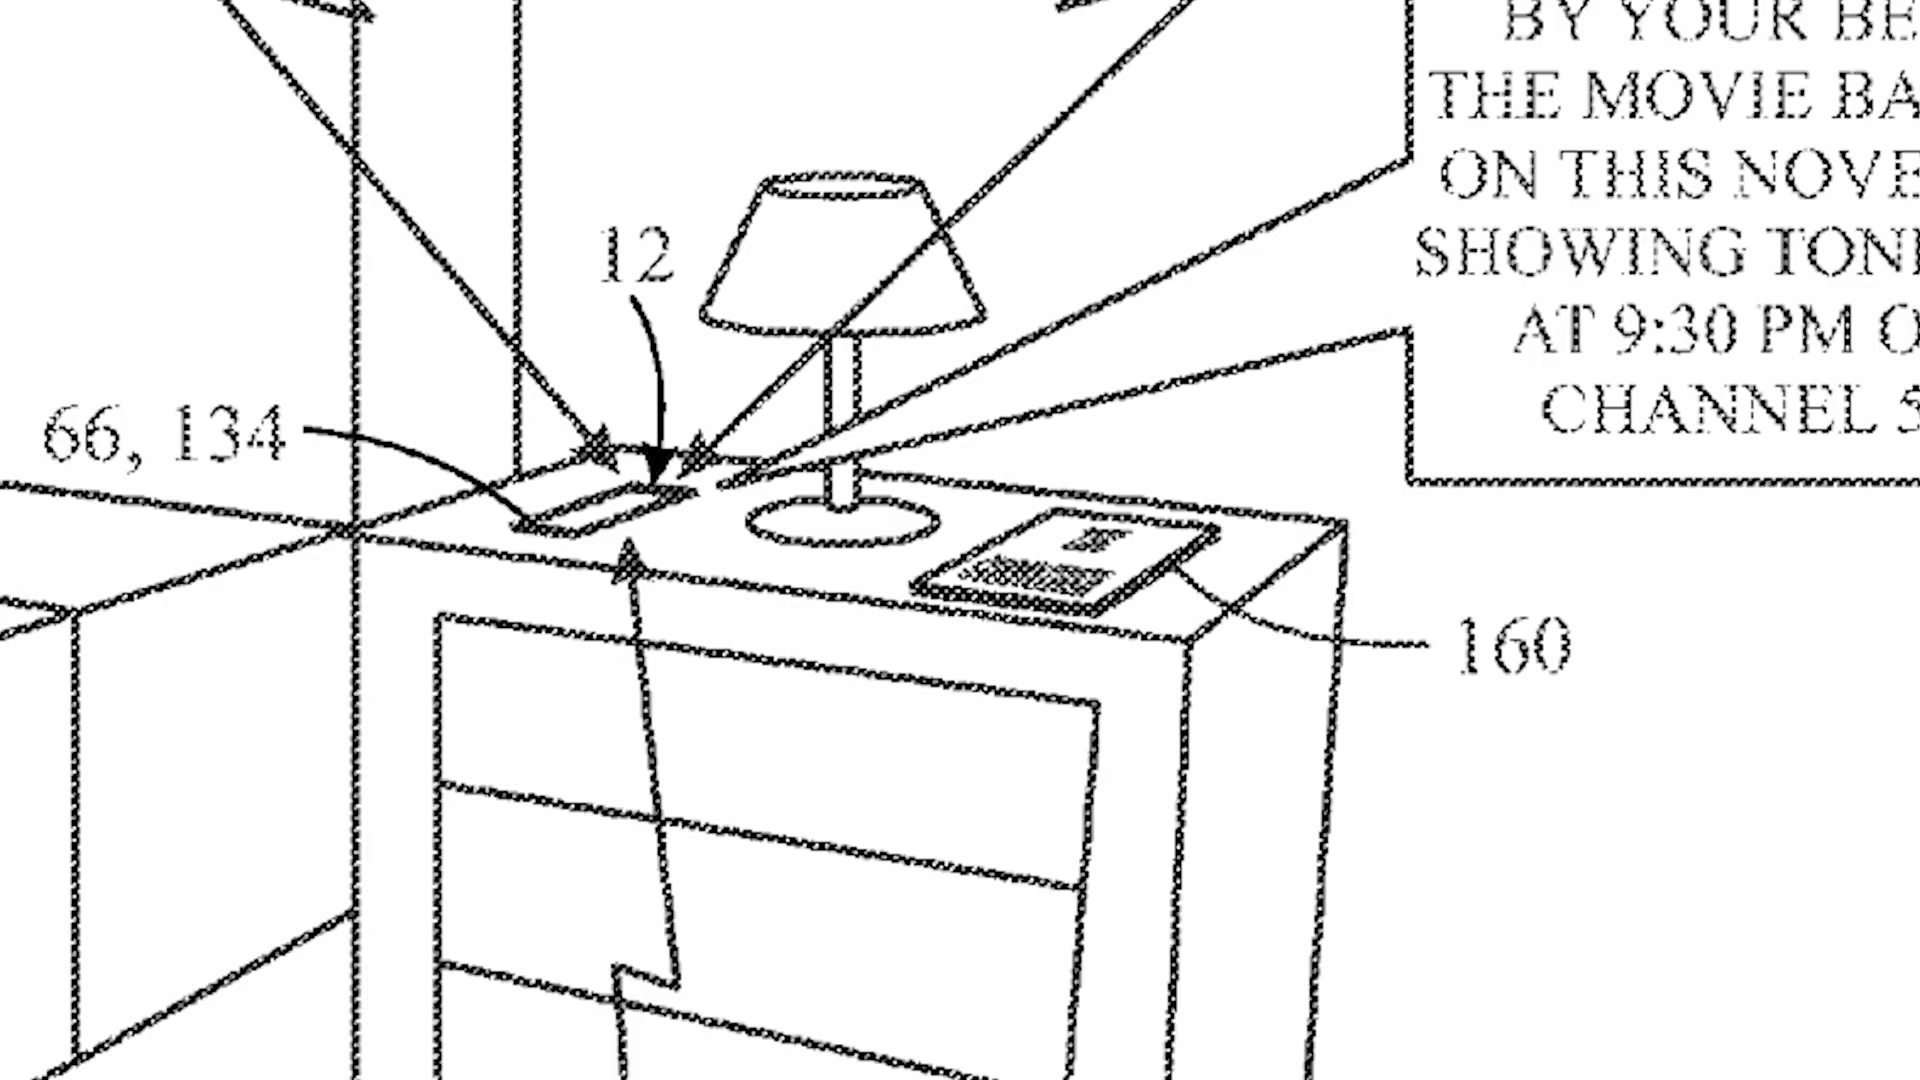 BY YOUR BE
THE MOVIE BA
ON THIS NOVE
SHOWING TONI
AT 9:30 PM O
CHANNEL 5
12
66, 134
160